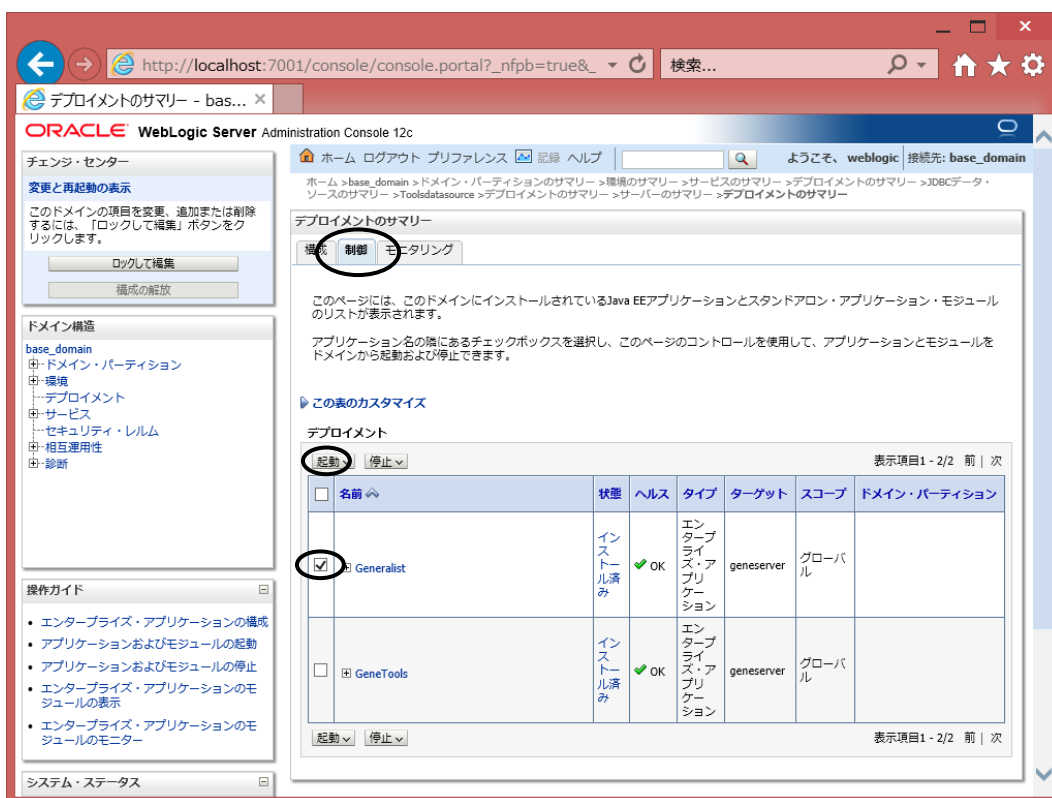 http://localhost:7001/console/console.portal?_nfpb=true&_
検索...
デプロイメントのサマリー - bas...
ORACLE WebLogic Server Administration Console 12c
チェンジ・センター
変更と再起動の表示
このドメインの項目を変更、追加または削除
するには、「ロックして編集」ボタンをク
リックします。
ロックして編集
構成の解放
ドメイン構造
base_domain
ドメイン・パーティション
環境
デプロイメント
サービス
セキュリティ・レルム
相互運用性
診断
操作ガイド
エンタープライズ・アプリケーションの構成
アプリケーションおよびモジュールの起動
アプリケーションおよびモジュールの停止
エンタープライズ・アプリケーションのモ
ジュールの表示
エンタープライズ・アプリケーションのモ
ジュールのモニター
システム・ステータス
ホーム ログアウト プリファレンス 記録 ヘルプ
ようこそ、 weblogic 接続先: base_domain
ホーム >base_domain >ドメイン・パーティションのサマリー >環境のサマリー >サービスのサマリー >デプロイメントのサマリー >JDBCデータ・
ソースのサマリー >Toolsdatasource >デプロイメントのサマリー >サーバーのサマリー >デプロイメントのサマリー
デプロイメントのサマリー
構成 制御 モニタリング
このページには、このドメインにインストールされているJava EEアプリケーションとスタンドアロン・アプリケーション・モジュール
のリストが表示されます。
アプリケーション名の隣にあるチェックボックスを選択し、このページのコントロールを使用して、アプリケーションとモジュールを
ドメインから起動および停止できます。
この表のカスタマイズ
デプロイメント
起動 停止 表示項目1 - 2/2 前 | 次
名前 状態 ヘルス タイプ ターゲット スコープ ドメイン・パーティション
Generalist
イン
ス
トー
ル済
み
OK
エン
タープ
ライ
ズ・ア
プリ
ケー
ション
geneserver
グローバ
ル
GeneTools
イン
ス
トー
ル済
み
OK
エン
タープ
ライ
ズ・ア
プリ
ケー
ション
geneserver
グローバ
ル
起動 停止 表示項目1 - 2/2 前 | 次